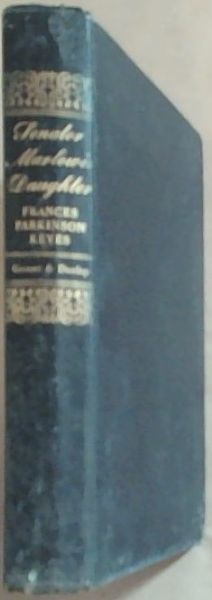 Senator
Marlowe's
Daughter
FRANCES
PARKINSON
KEYES
Grosset & Dunlap